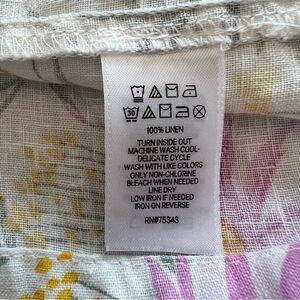 30
100% LINEN
TURN INSIDE OUT
MACHINE WASH COOL-
DELICATE CYCLE
WASH WITH LIKE COLORS
ONLY NON-CHLORINE
BLEACH WHEN NEEDED
LINE DRY
LOW IRON IF NEEDED
IRON ON REVERSE
RN#75343